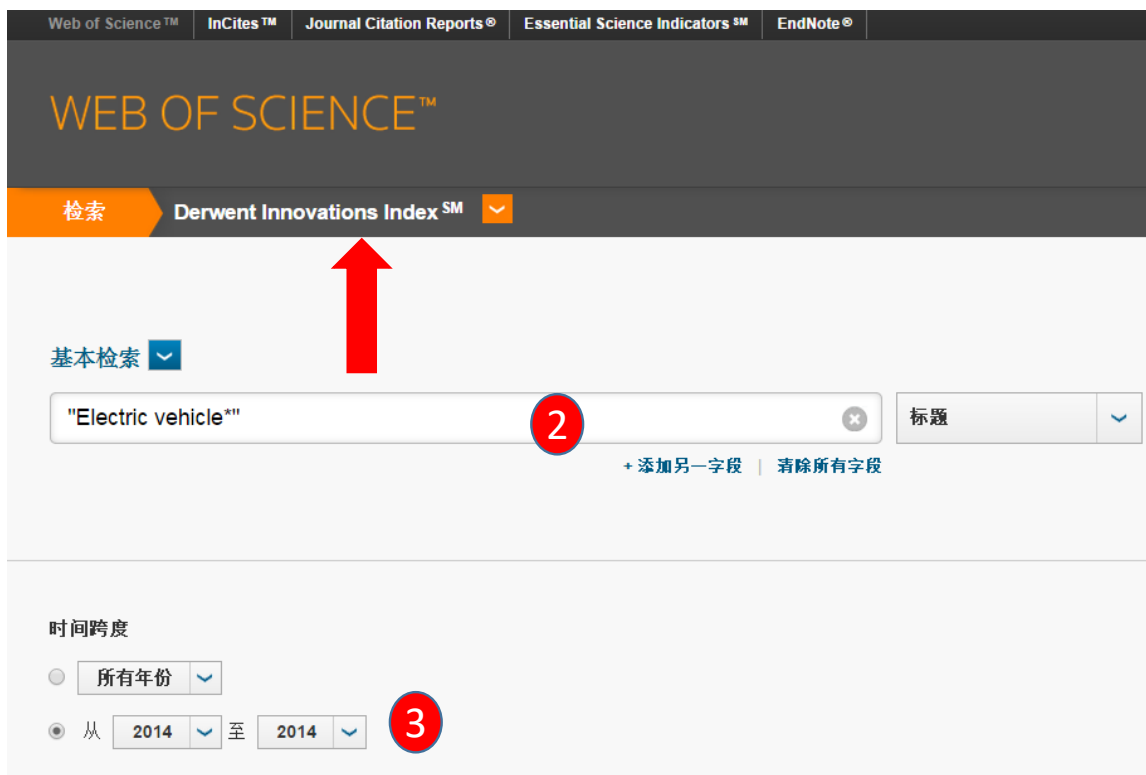 Web of Science™ InCites™ Journal Citation Reports® Essential Science Indicators℠ EndNote®
WEB OF SCIENCE™
检索 Derwent Innovations Index℠
基本检索
"Electric vehicle*" 2 标题
+ 添加另一字段 | 清除所有字段
时间跨度
所有年份
从 2014 至 2014 3